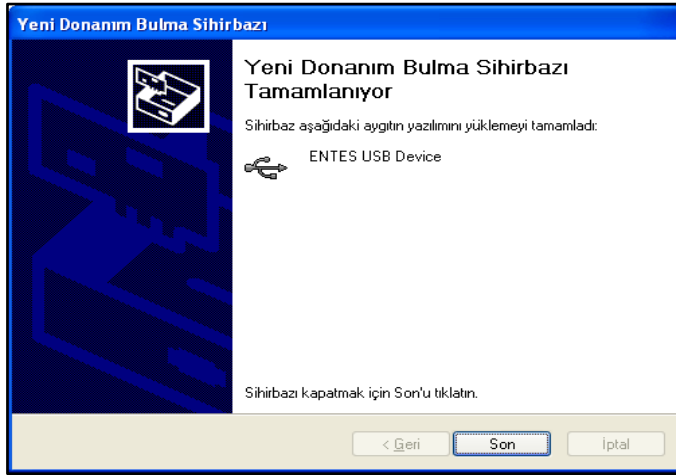 Yeni Donanım Bulma Sihirbazı
Yeni Donanım Bulma Sihirbazı
Tamamlanıyor
Sihirbaz aşağıdaki aygıtın yazılımını yüklemeyi tamamladı:
ENTES USB Device
Sihirbazı kapatmak için Son'u tıklatın.
< Geri
Son
İptal